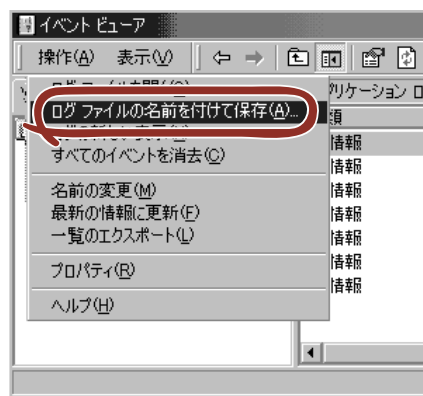 イベント ビューア
操作(A) 表示(V)
プリケーション ロ
ログ ファイルの名前を付けて保存(A)...
類
すべてのイベントを消去(C)
情報
情報
名前の変更(M)
情報
最新の情報に更新(F)
情報
一覧のエクスポート(L)
情報
プロパティ(R)
情報
ヘルプ(H)
情報